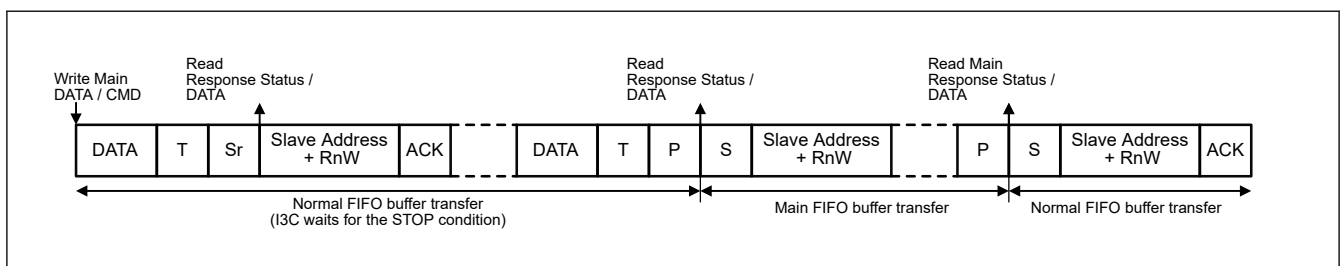 Write Main
DATA / CMD
Read
Response Status /
DATA
Read
Response Status /
DATA
Read Main
Response Status /
DATA
DATA
T
Sr
Slave Address
+ RnW
ACK
DATA
T
P
S
Slave Address
+ RnW
P
S
Slave Address
+ RnW
ACK
Normal FIFO buffer transfer
(I3C waits for the STOP condition)
Main FIFO buffer transfer
Normal FIFO buffer transfer